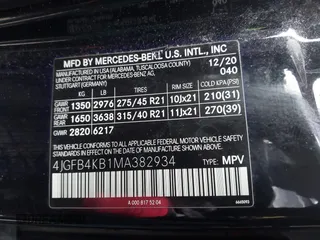 MFD BY MERCEDES-BENZ U.S. INTL., INC
MADE IN USA (ALABAMA, TUSCALOOSA COUNTY) 12/20
UNDER CONTRACT FOR MERCEDES-BENZ AG 040
STUTTGART (GERMANY)
KG LB TIRES RIMS COLD KPA(PSI)
GAWR FRONT 1350 2976 275/45 R21 10Jx21 210(31)
GAWR REAR 1650 3638 315/40 R21 11Jx21 270(39)
GVWR 2820 6217
THIS VEHICLE CONFORMS TO ALL APPLICABLE FEDERAL MOTOR
VEHICLE SAFETY STANDARDS IN EFFECT ON THE DATE
OF MANUFACTURE SHOWN ABOVE.
4JGFB4KB1MA382934 TYPE: MPV
A 000 817 52 04